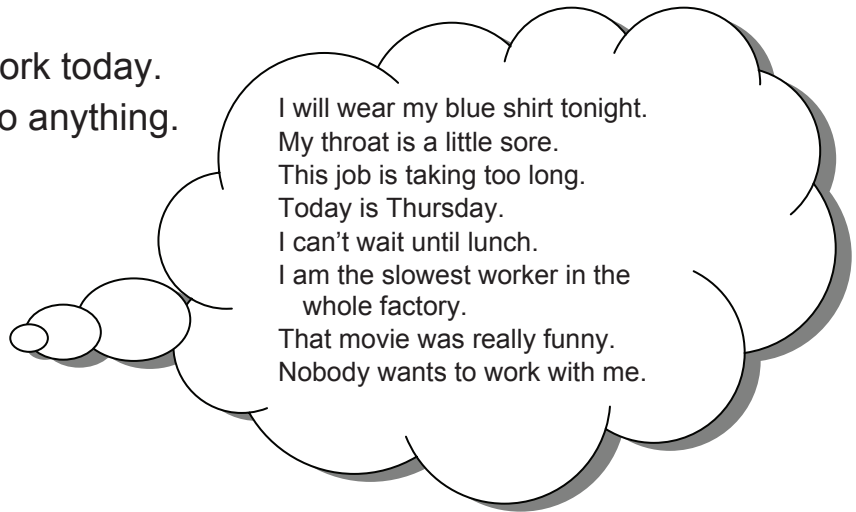 ork today.
o anything.
I will wear my blue shirt tonight.
My throat is a little sore.
This job is taking too long.
Today is Thursday.
I can’t wait until lunch.
I am the slowest worker in the
whole factory.
That movie was really funny.
Nobody wants to work with me.